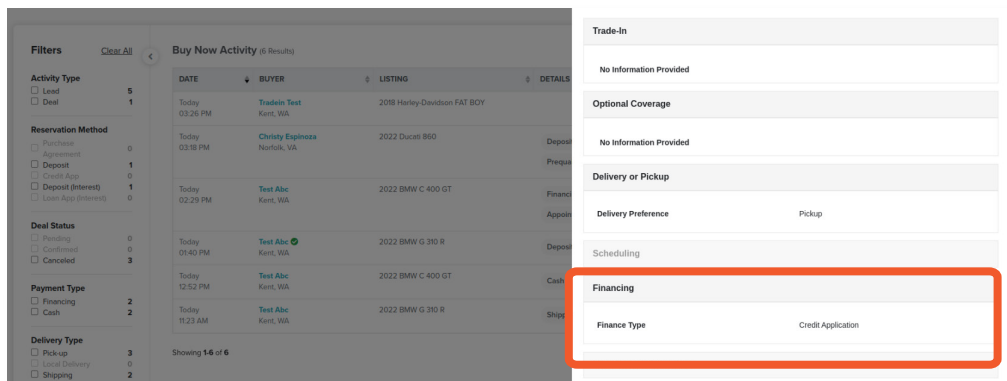 Filters Clear All
Activity Type
Lead 5
Deal 1
Reservation Method
Purchase
Agreement 0
Deposit 1
Credit App 0
Deposit (Interest) 1
Loan App (Interest) 0
Deal Status
Pending 0
Confirmed 0
Canceled 3
Payment Type
Financing 2
Cash 2
Delivery Type
Pick-up 3
Local Delivery 0
Shipping 2
Buy Now Activity (6 Results)
DATE BUYER LISTING DETAILS
Today Tradein Test 2018 Harley-Davidson FAT BOY
03:26 PM Kent, WA
Today Christy Espinoza 2022 Ducati 860
03:18 PM Norfolk, VA
Today Test Abc 2022 BMW C 400 GT
02:29 PM Kent, WA
Today Test Abc 2022 BMW G 310 R
01:40 PM Kent, WA
Today Test Abc 2022 BMW C 400 GT
12:52 PM Kent, WA Cash
Today Test Abc 2022 BMW G 310 R
11:23 AM Kent, WA
Showing 1-6 of 6
Trade-In
No Information Provided
Optional Coverage
No Information Provided
Delivery or Pickup
Delivery Preference Pickup
Scheduling
Financing
Finance Type Credit Application